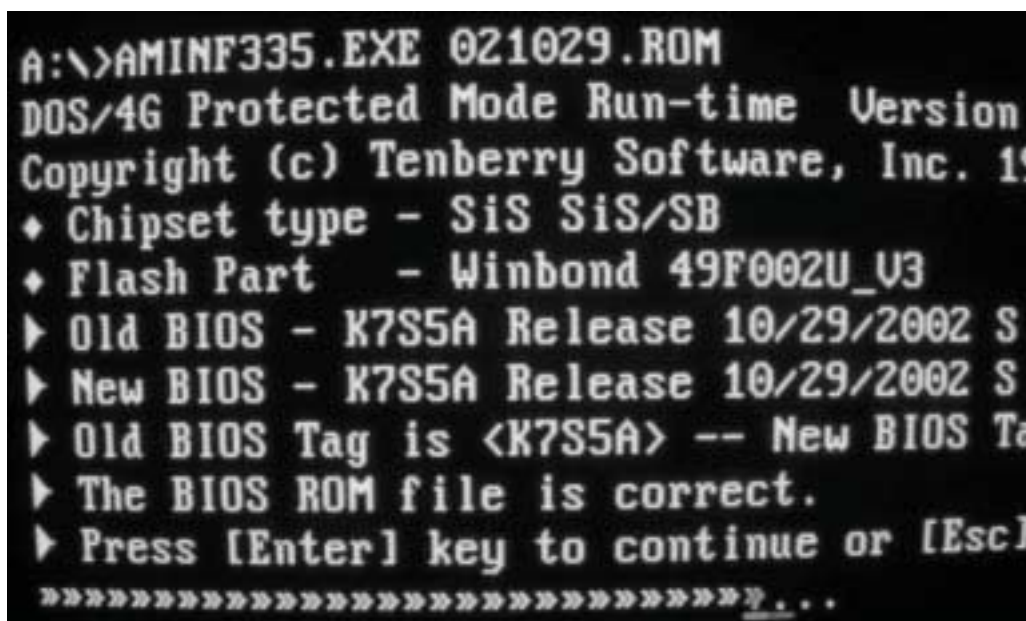 A:\>AMINF335.EXE 021029.ROM
DOS/4G Protected Mode Run-time Version
Copyright (c) Tenberry Software, Inc.
♦ Chipset type - SiS SiS/SB
♦ Flash Part - Winbond 49F002U_V3
► Old BIOS - K7S5A Release 10/29/2002 S
► New BIOS - K7S5A Release 10/29/2002 S
► Old BIOS Tag is <K7S5A> -- New BIOS
► The BIOS ROM file is correct.
► Press [Enter] key to continue or [Esc]
»»»»»»»»»»»»»»»»»»»»»»»»»»»»»»»...